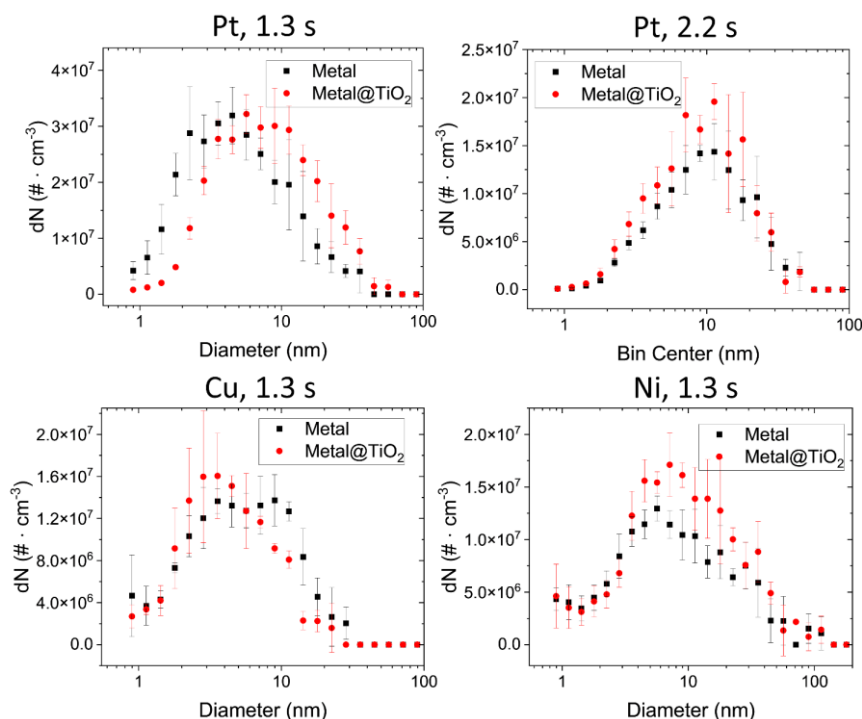 Pt, 1.3 s
4×10⁷
3×10⁷
2×10⁷
1×10⁷
0
dN (# · cm⁻³)
Metal
Metal@TiO₂
1
10
100
Diameter (nm)
Pt, 2.2 s
2.5×10⁷
2.0×10⁷
1.5×10⁷
1.0×10⁷
5.0×10⁶
0.0
dN (# · cm⁻³)
Metal
Metal@TiO₂
1
10
100
Bin Center (nm)
Cu, 1.3 s
2.0×10⁷
1.6×10⁷
1.2×10⁷
8.0×10⁶
4.0×10⁶
0.0
dN (# · cm⁻³)
Metal
Metal@TiO₂
1
10
100
Diameter (nm)
Ni, 1.3 s
2.0×10⁷
1.5×10⁷
1.0×10⁷
5.0×10⁶
0.0
dN (# · cm⁻³)
Metal
Metal@TiO₂
1
10
100
Diameter (nm)